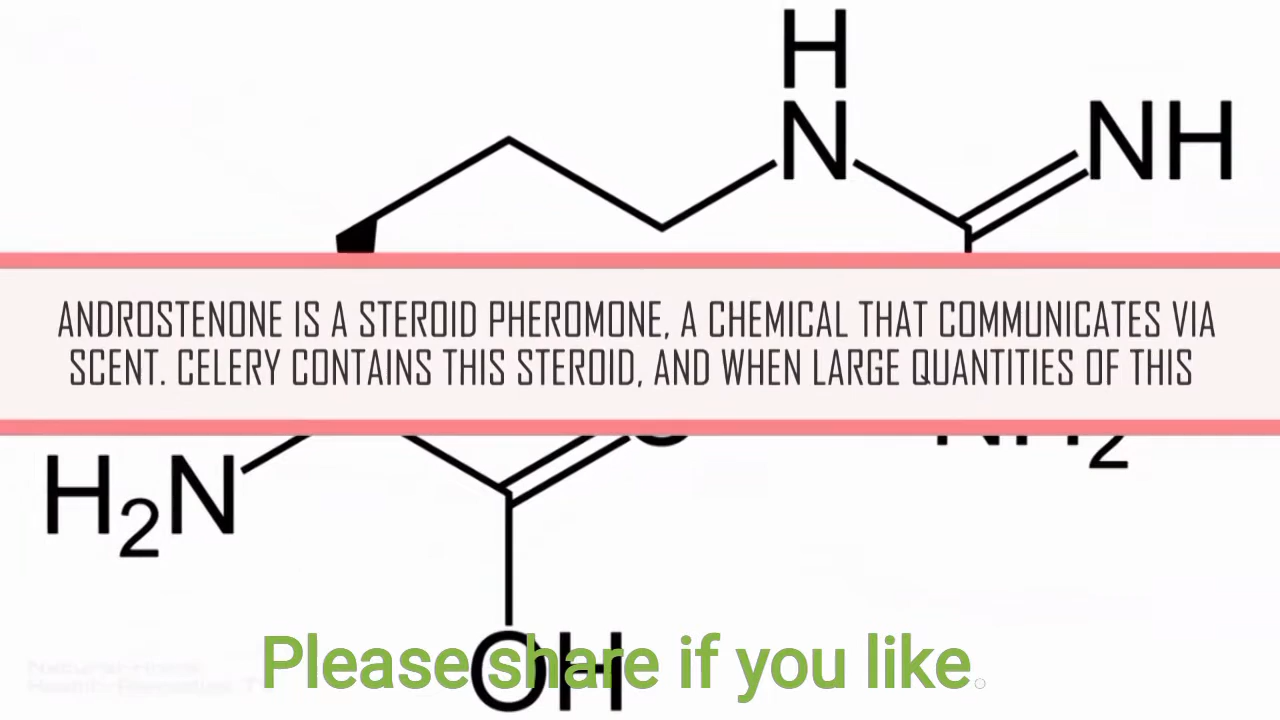 H
N
NH
ANDROSTENONE IS A STEROID PHEROMONE, A CHEMICAL THAT COMMUNICATES VIA
SCENT. CELERY CONTAINS THIS STEROID, AND WHEN LARGE QUANTITIES OF THIS
NH2
H2N
OH
Please share if you like.